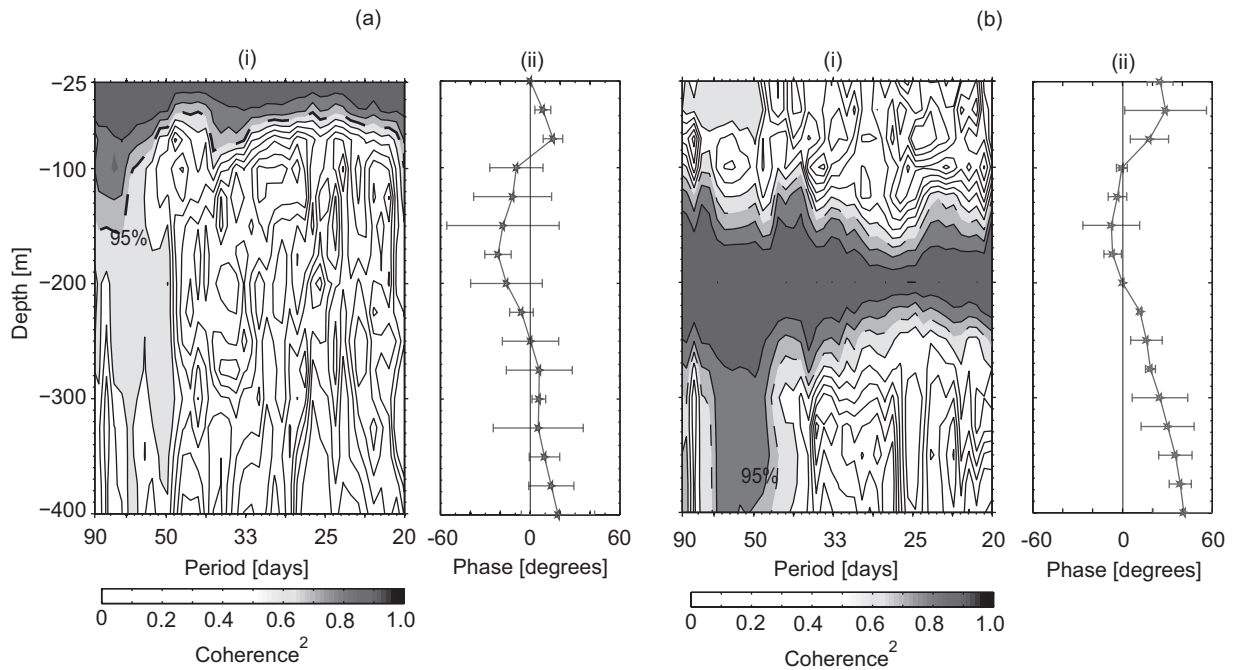 (a)
(b)
(i)
(ii)
(i)
(ii)
−25
−100
−200
−300
−400
Depth [m]
95%
95%
90 50 33 25 20
-60 0 60
90 50 33 25 20
-60 0 60
Period [days]
Phase [degrees]
Period [days]
Phase [degrees]
0 0.2 0.4 0.6 0.8 1.0
0 0.2 0.4 0.6 0.8 1.0
Coherence2
Coherence2